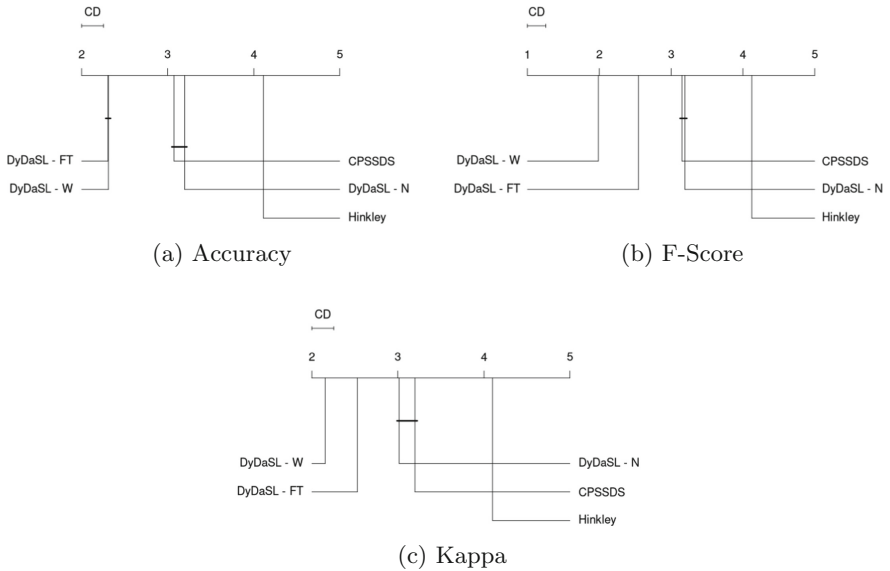 CD
2 3 4 5
DyDaSL - FT CPSSDS
DyDaSL - W DyDaSL - N
Hinkley
(a) Accuracy
CD
1 2 3 4 5
DyDaSL - W CPSSDS
DyDaSL - FT DyDaSL - N
Hinkley
(b) F-Score
CD
2 3 4 5
DyDaSL - W DyDaSL - N
DyDaSL - FT CPSSDS
Hinkley
(c) Kappa